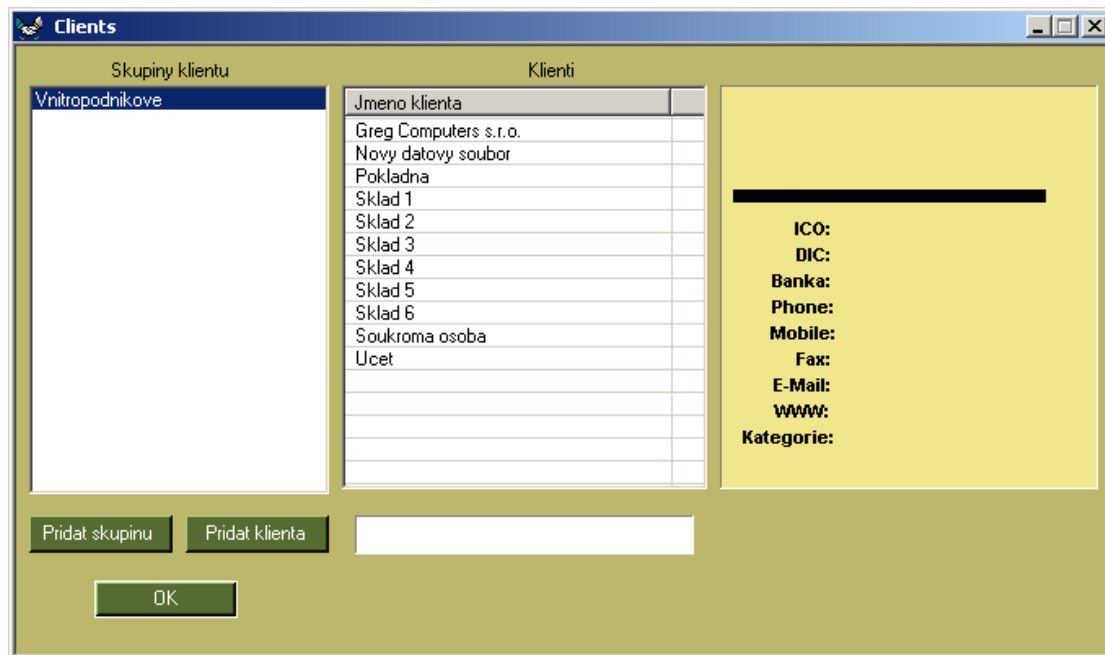 Clients
Skupiny klientu
Klienti
Vnitropodnikove
Jmeno klienta
Greg Computers s.r.o.
Novy datovy soubor
Pokladna
Sklad 1
Sklad 2
Sklad 3
Sklad 4
Sklad 5
Sklad 6
Soukroma osoba
Ucet
ICO:
DIC:
Banka:
Phone:
Mobile:
Fax:
E-Mail:
WWW:
Kategorie:
Pridat skupinu
Pridat klienta
OK